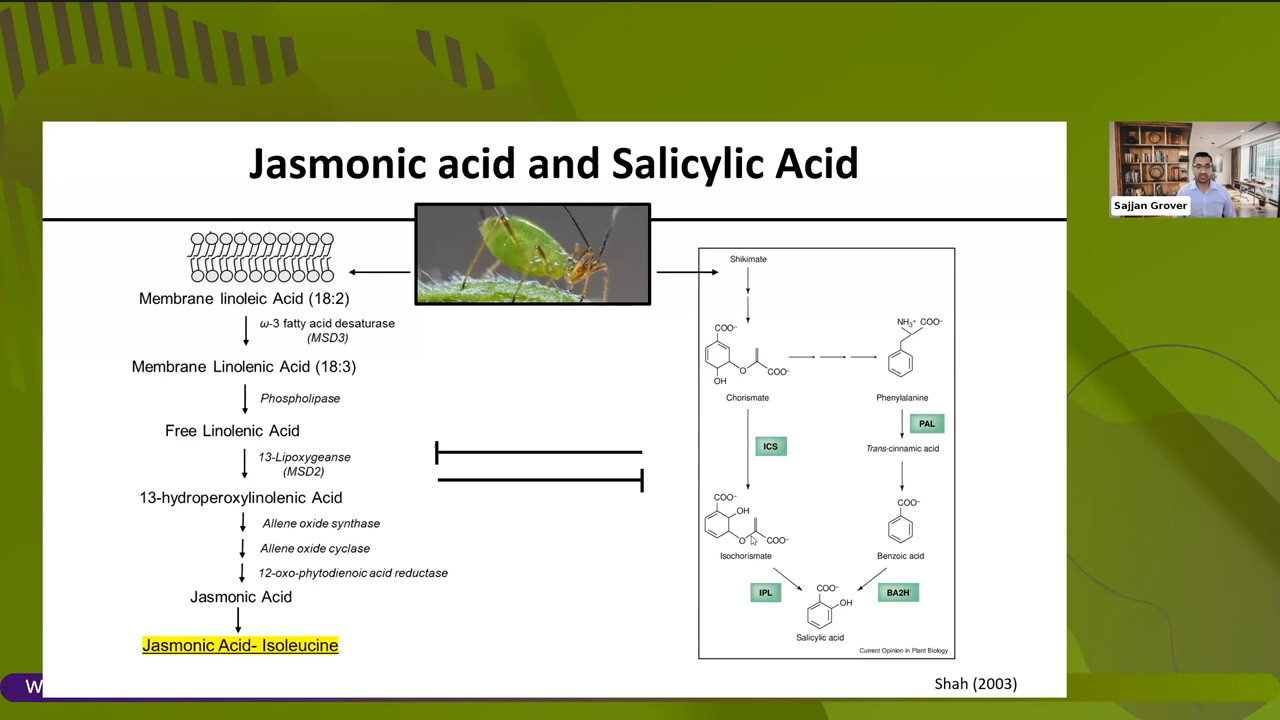 Jasmonic acid and Salicylic Acid
Sajjan Grover
Membrane linoleic Acid (18:2)
ω-3 fatty acid desaturase
(MSD3)
Membrane Linolenic Acid (18:3)
Phospholipase
Free Linolenic Acid
13-Lipoxygeanse
(MSD2)
13-hydroperoxylinolenic Acid
Allene oxide synthase
Allene oxide cyclase
12-oxo-phytodienoic acid reductase
Jasmonic Acid
Jasmonic Acid- Isoleucine
Shikimate
COO⁻
O
COO⁻
OH
Chorismate
NH₃⁺ COO⁻
Phenylalanine
PAL
ICS
Trans-cinnamic acid
COO⁻
OH
O
COO⁻
Isochorismate
COO⁻
Benzoic acid
IPL
COO⁻
OH
BA2H
Salicylic acid
Current Opinion in Plant Biology
Shah (2003)
W